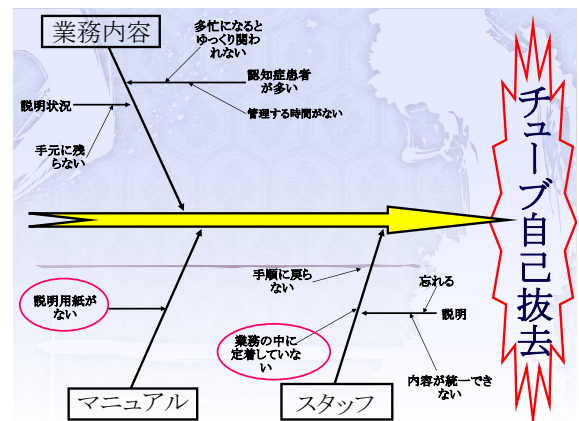 業務内容
多忙になると
ゆっくり関わ
れない
認知症患者
が多い
管理する時間がない
説明状況
手元に残
らない
チューブ自己抜去
手順に戻ら
ない
忘れる
説明
説明用紙が
ない
業務の中に
定着していな
い
内容が統一でき
ない
マニュアル
スタッフ